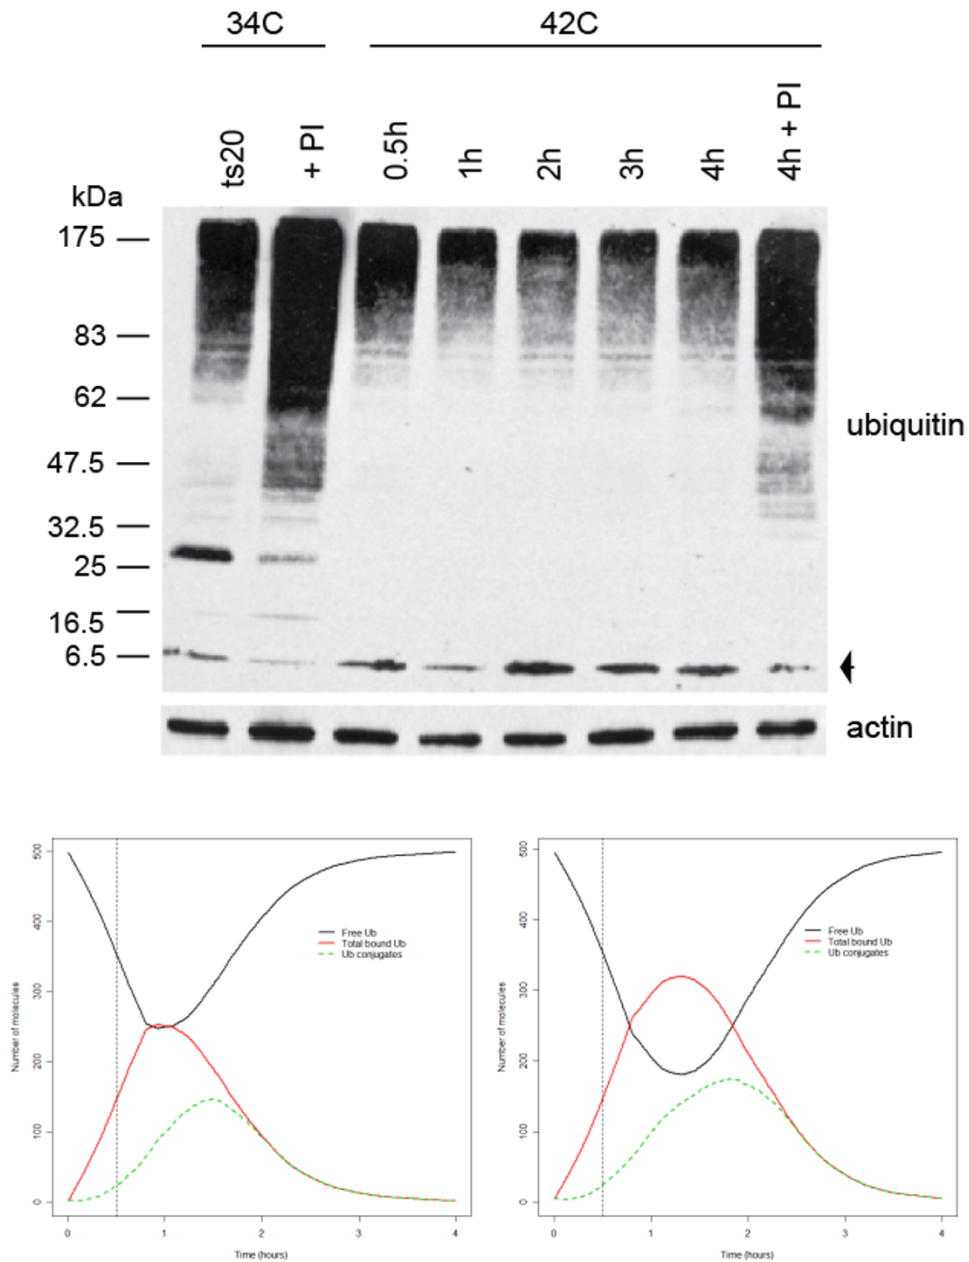 34C 42C
ts20 + PI 0.5h 1h 2h 3h 4h 4h + PI
kDa
175
83
62
ubiquitin
47.5
32.5
25
16.5
6.5
actin
500
400
300
200
100
0
Number of molecules
Free Ub
Total bound Ub
Ub conjugates
0 1 2 3 4
Time (hours)
500
400
300
200
100
0
Number of molecules
Free Ub
Total bound Ub
Ub conjugates
0 1 2 3 4
Time (hours)